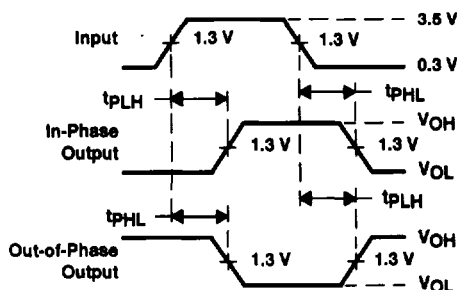 3.5 V
Input
1.3 V
1.3 V
0.3 V
tPLH
tPHL
In-Phase
Output
VOH
1.3 V
1.3 V
VOL
tPHL
tPLH
Out-of-Phase
Output
VOH
1.3 V
1.3 V
VOL